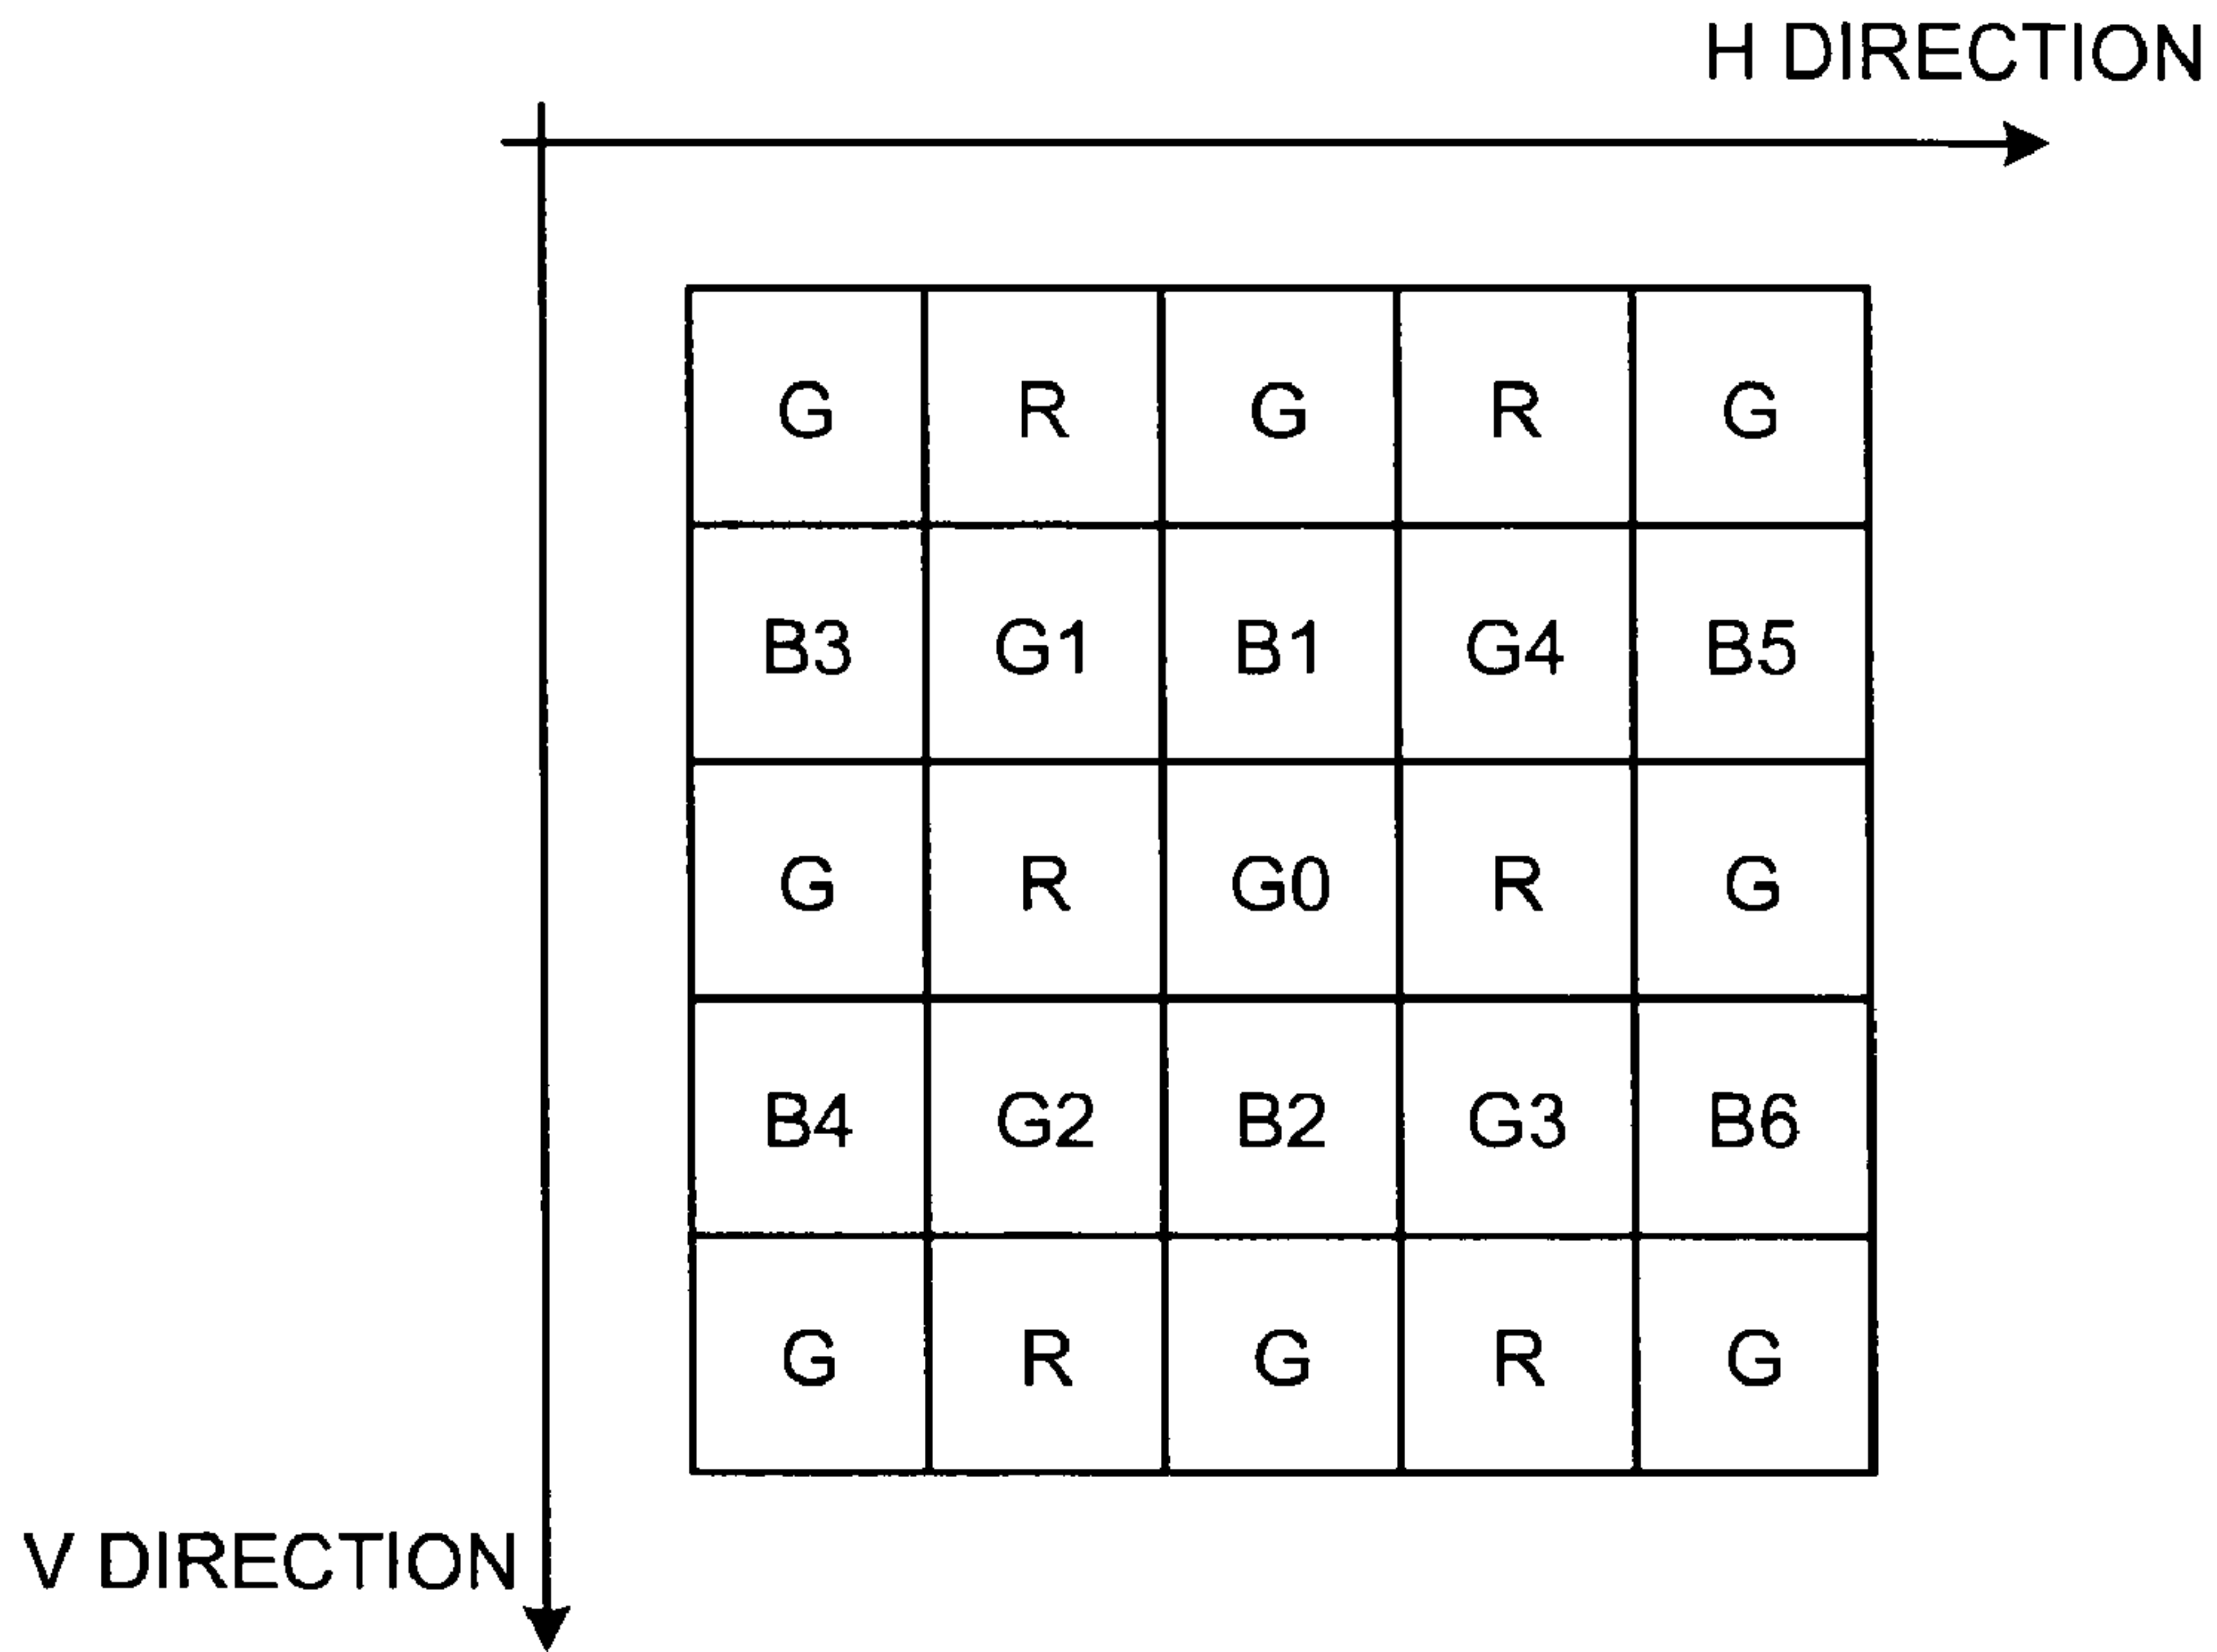 H DIRECTION
G R G R G
B3 G1 B1 G4 B5
G R G0 R G
B4 G2 B2 G3 B6
G R G R G
V DIRECTION